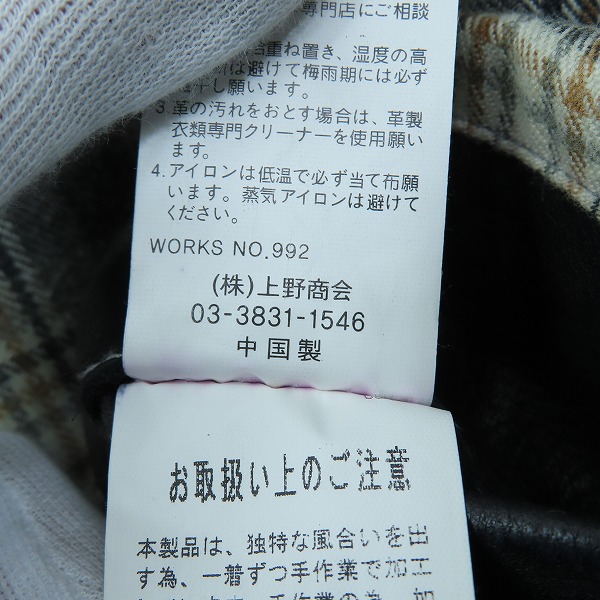 専門店にご相談
重ね置き、湿度の高
は避けて梅雨期には必ず
干し願います。
3.革の汚れをおとす場合は、革製
衣類専門クリーナーを使用願い
ます。
4.アイロンは低温で必ず当て布願
います。蒸気アイロンは避けて
ください。
WORKS NO.992
(株)上野商会
03-3831-1546
中国製
お取扱い上のご注意
本製品は、独特な風合いを出
す為、一着ずつ手作業で加工